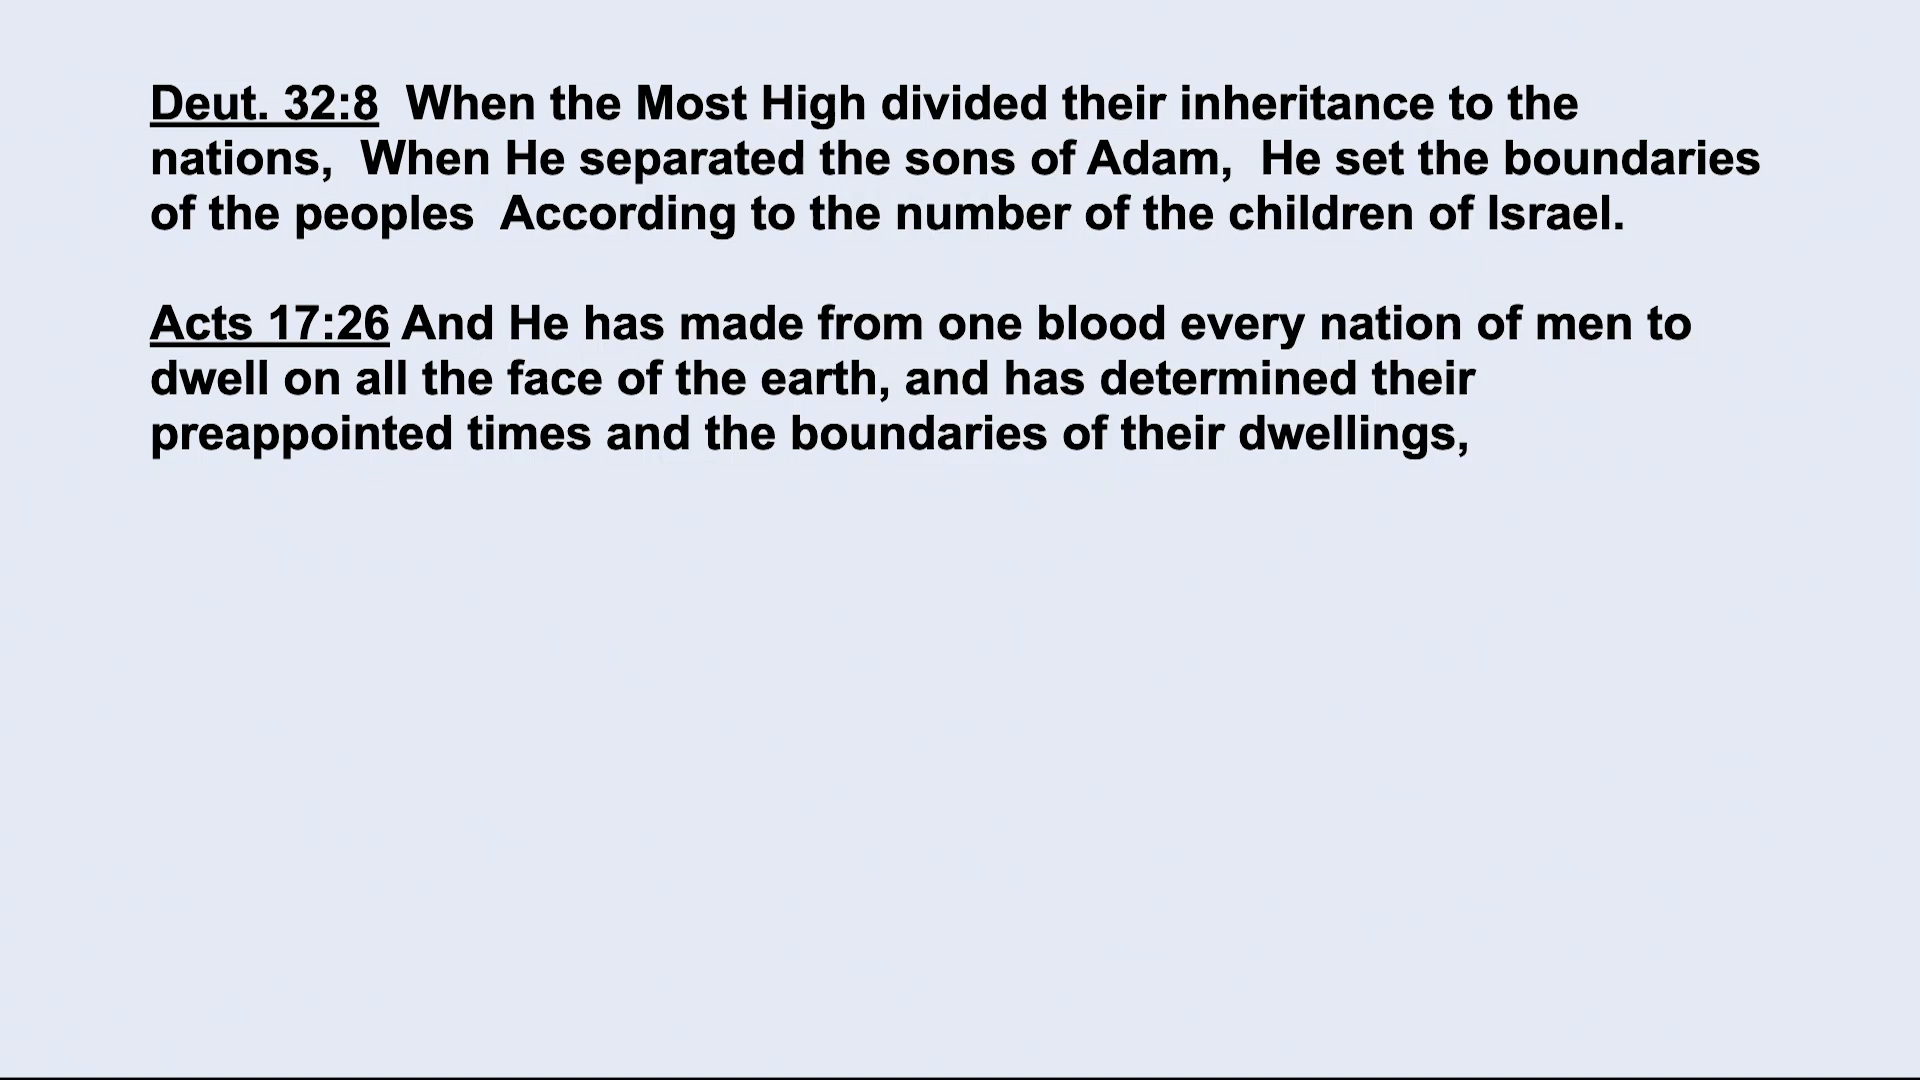 Deut. 32:8  When the Most High divided their inheritance to the
nations,  When He separated the sons of Adam,  He set the boundaries
of the peoples  According to the number of the children of Israel.
Acts 17:26 And He has made from one blood every nation of men to
dwell on all the face of the earth, and has determined their
preappointed times and the boundaries of their dwellings,